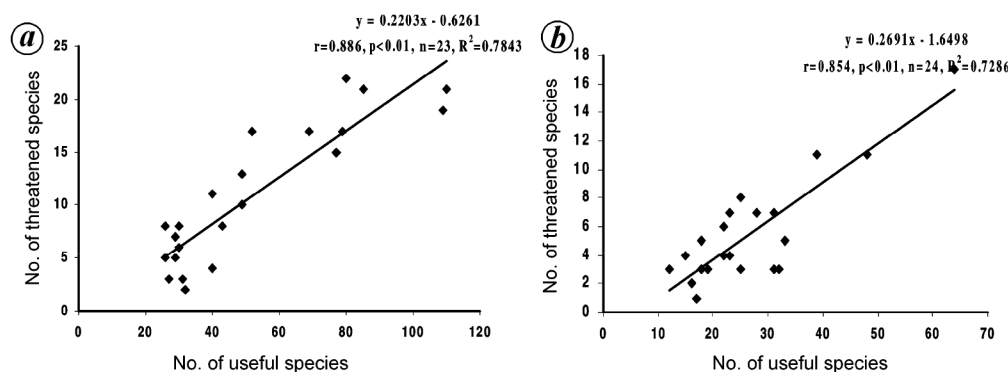 a
y = 0.2203x - 0.6261
r=0.886, p<0.01, n=23, R²=0.7843
25
20
15
10
5
0
0 20 40 60 80 100 120
No. of threatened species
No. of useful species
b
y = 0.2691x - 1.6498
r=0.854, p<0.01, n=24, R²=0.7286
18
16
14
12
10
8
6
4
2
0
0 10 20 30 40 50 60 70
No. of threatened species
No. of useful species